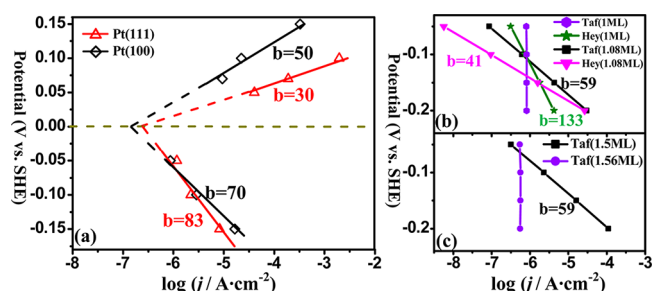 Pt(111)
Pt(100)
b=50
b=30
b=70
b=83
(a)
0.15
0.10
0.05
0.00
-0.05
-0.10
-0.15
Potential (V vs. SHE)
-8 -7 -6 -5 -4 -3 -2
log (j / A·cm-2)
Taf(1ML)
Hey(1ML)
Taf(1.08ML)
Hey(1.08ML)
b=41
b=59
b=133
(b)
-0.1
-0.2
Potential (V vs. SHE)
Taf(1.5ML)
Taf(1.56ML)
b=59
(c)
-0.1
-0.2
-8 -7 -6 -5 -4 -3
log (j / A·cm-2)